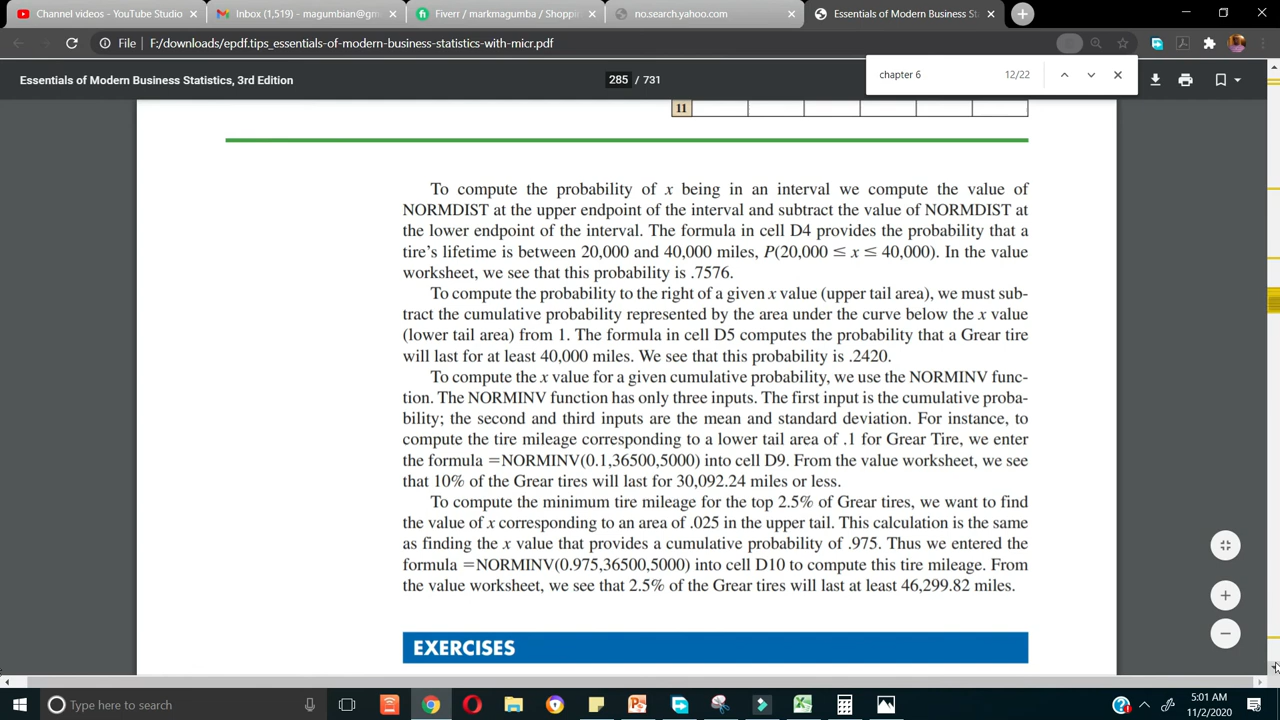 Channel videos - YouTube Studio
Inbox (1,519) - magumbian@gm
Fiverr / markmagumba / Shoppin
no.search.yahoo.com
Essentials of Modern Business St
File
F:/downloads/epdf.tips_essentials-of-modern-business-statistics-with-micr.pdf
Essentials of Modern Business Statistics, 3rd Edition
285 / 731
chapter 6
12/22
11
To compute the probability of x being in an interval we compute the value of
NORMDIST at the upper endpoint of the interval and subtract the value of NORMDIST at
the lower endpoint of the interval. The formula in cell D4 provides the probability that a
tire's lifetime is between 20,000 and 40,000 miles, P(20,000 ≤ x ≤ 40,000). In the value
worksheet, we see that this probability is .7576.
To compute the probability to the right of a given x value (upper tail area), we must sub-
tract the cumulative probability represented by the area under the curve below the x value
(lower tail area) from 1. The formula in cell D5 computes the probability that a Grear tire
will last for at least 40,000 miles. We see that this probability is .2420.
To compute the x value for a given cumulative probability, we use the NORMINV func-
tion. The NORMINV function has only three inputs. The first input is the cumulative proba-
bility; the second and third inputs are the mean and standard deviation. For instance, to
compute the tire mileage corresponding to a lower tail area of .1 for Grear Tire, we enter
the formula =NORMINV(0.1,36500,5000) into cell D9. From the value worksheet, we see
that 10% of the Grear tires will last for 30,092.24 miles or less.
To compute the minimum tire mileage for the top 2.5% of Grear tires, we want to find
the value of x corresponding to an area of .025 in the upper tail. This calculation is the same
as finding the x value that provides a cumulative probability of .975. Thus we entered the
formula =NORMINV(0.975,36500,5000) into cell D10 to compute this tire mileage. From
the value worksheet, we see that 2.5% of the Grear tires will last at least 46,299.82 miles.
EXERCISES
Type here to search
5:01 AM
11/2/2020